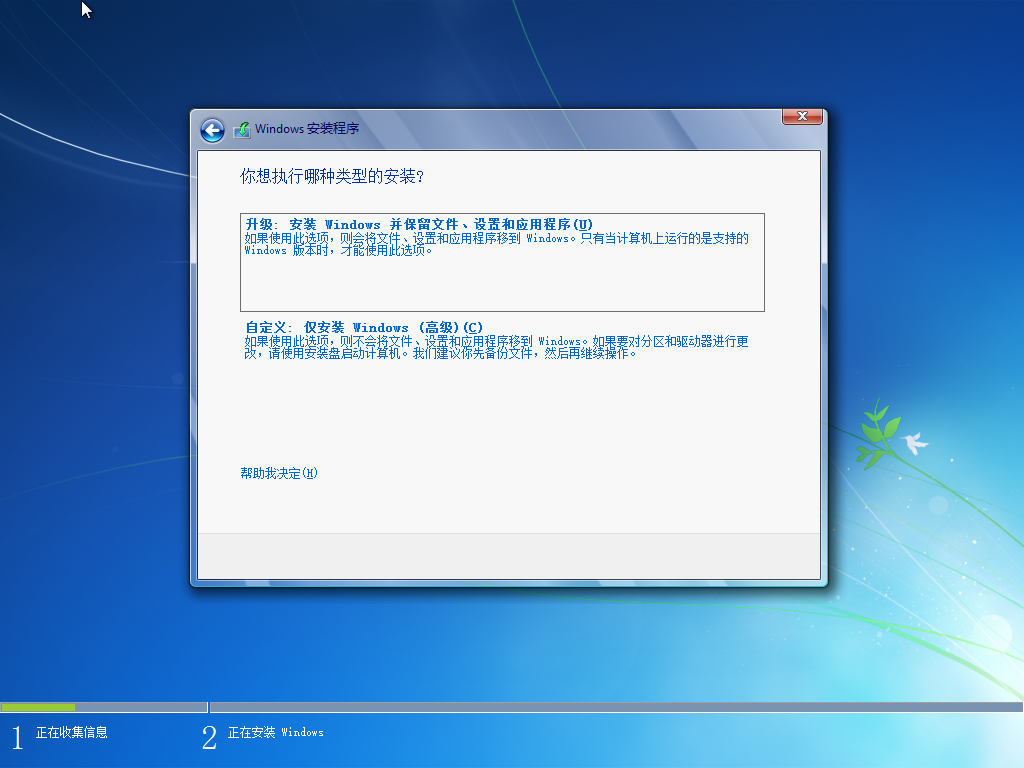 Windows 安装程序
你想执行哪种类型的安装?
升级: 安装 Windows 并保留文件、设置和应用程序(U)
如果使用此选项，则会将文件、设置和应用程序移到 Windows。只有当计算机上运行的是支持的
Windows 版本时，才能使用此选项。
自定义: 仅安装 Windows (高级)(C)
如果使用此选项，则不会将文件、设置和应用程序移到 Windows。如果要对分区和驱动器进行更
改，请使用安装盘启动计算机。我们建议你先备份文件，然后再继续操作。
帮助我决定(H)
1 正在收集信息
2 正在安装 Windows